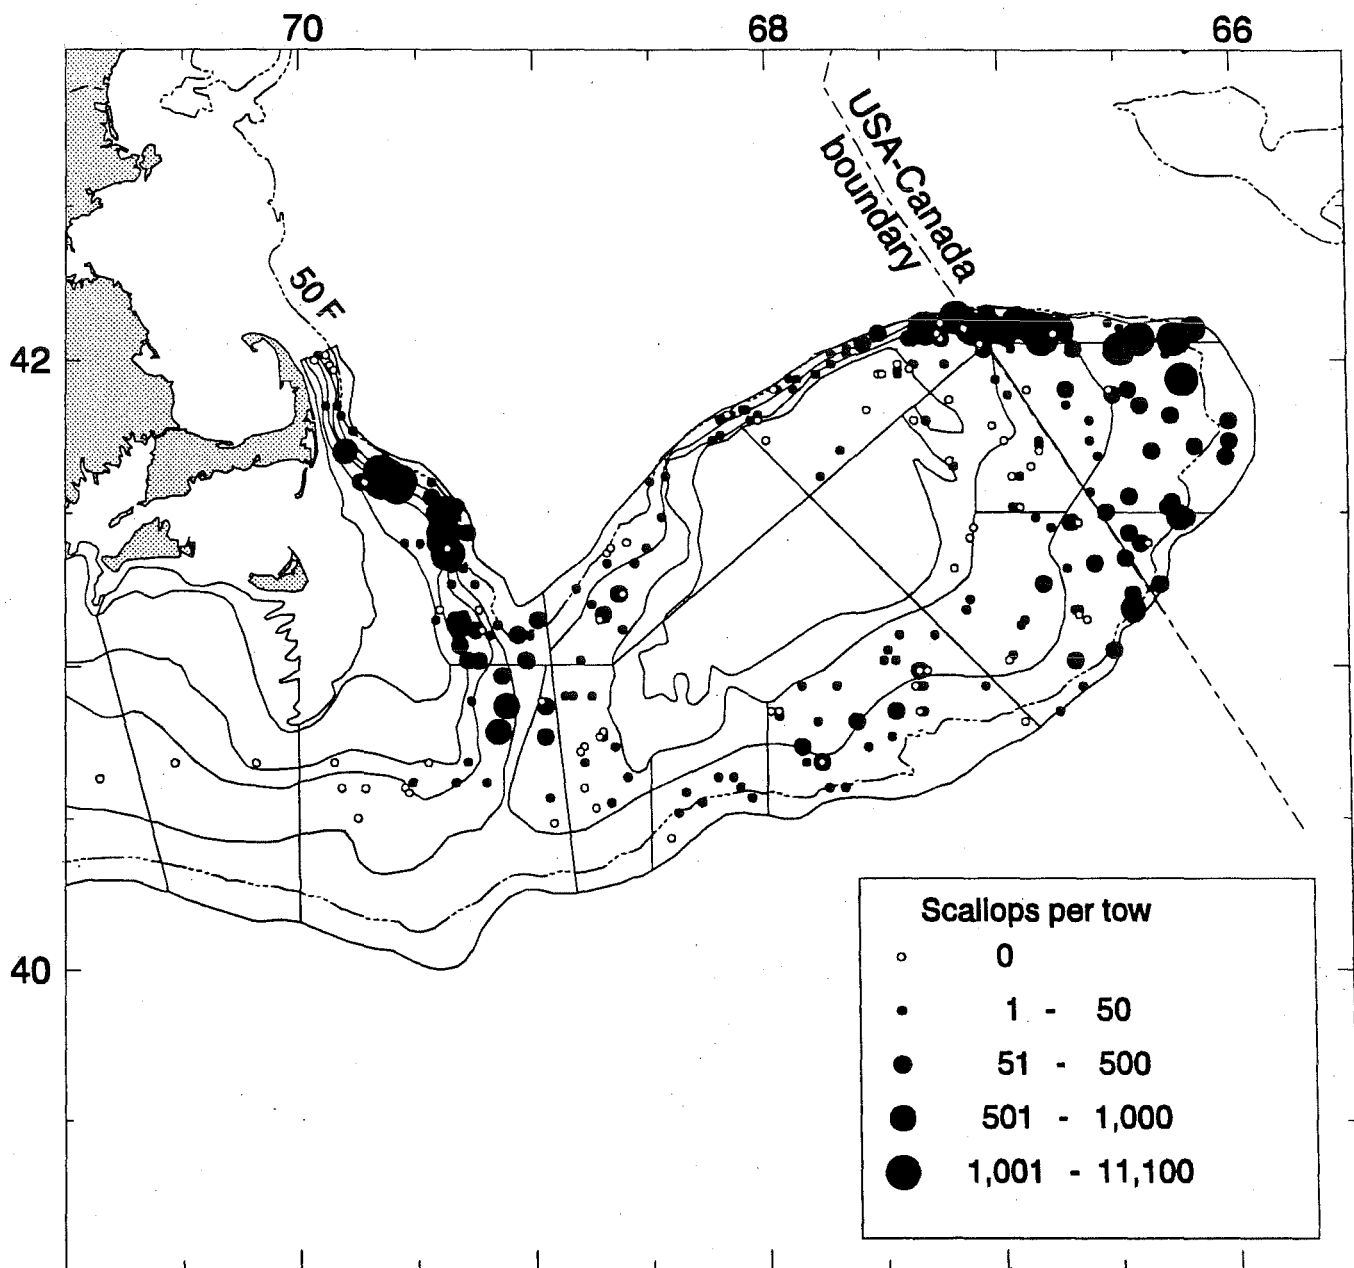 70 68 66
USA-Canada
boundary
50 F
42
40
Scallops per tow
0
1 - 50
51 - 500
501 - 1,000
1,001 - 11,100